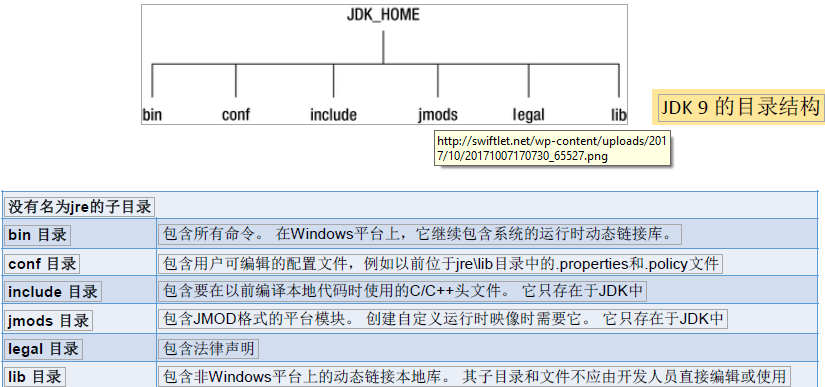 JDK_HOME
bin conf include jmods legal lib
JDK 9 的目录结构
http://swiftlet.net/wp-content/uploads/201
7/10/20171007170730_65527.png
没有名为jre的子目录
bin 目录 包含所有命令。 在Windows平台上，它继续包含系统的运行时动态链接库。
conf 目录 包含用户可编辑的配置文件，例如以前位于jre\lib目录中的.properties和.policy文件
include 目录 包含要在以前编译本地代码时使用的C/C++头文件。 它只存在于JDK中
jmods 目录 包含JMOD格式的平台模块。 创建自定义运行时映像时需要它。 它只存在于JDK中
legal 目录 包含法律声明
lib 目录 包含非Windows平台上的动态链接本地库。 其子目录和文件不应由开发人员直接编辑或使用